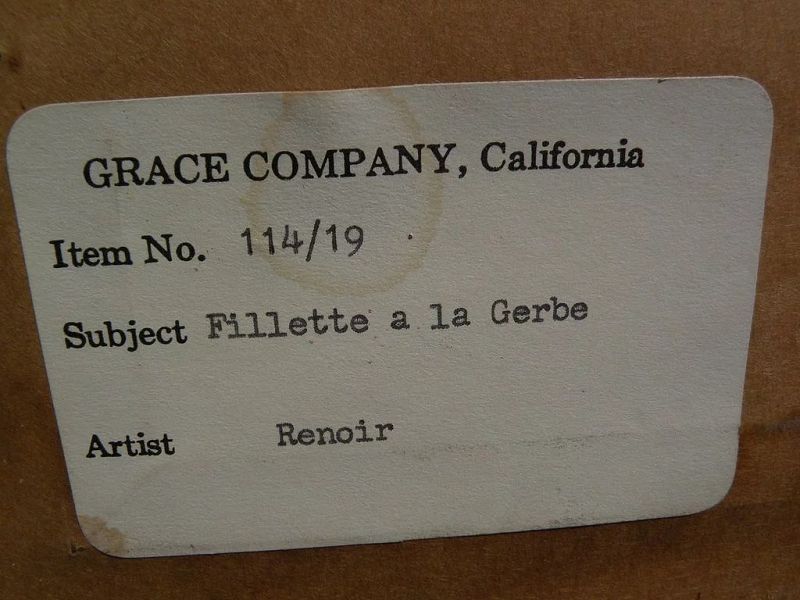 GRACE COMPANY, California
Item No. 114/19
Subject Fillette a la Gerbe
Artist Renoir